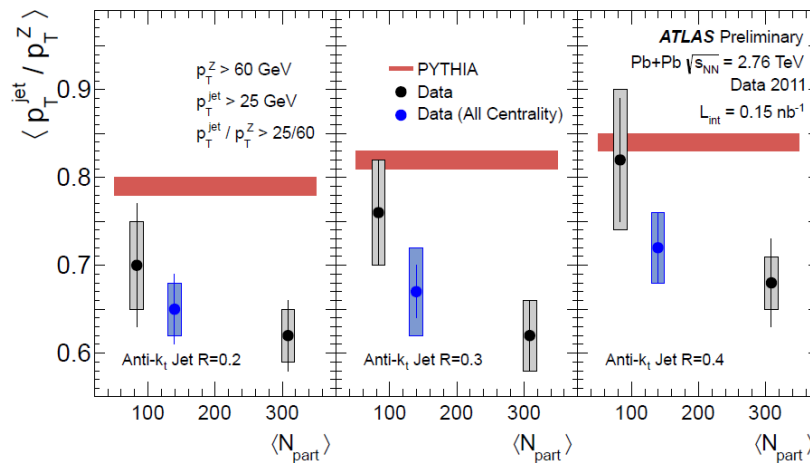 ⟨ p_T^jet / p_T^Z ⟩
0.9
0.8
0.7
0.6
p_T^Z > 60 GeV
p_T^jet > 25 GeV
p_T^jet / p_T^Z > 25/60
Anti-k_t Jet R=0.2
100 200 300
⟨N_part⟩
PYTHIA
Data
Data (All Centrality)
Anti-k_t Jet R=0.3
100 200 300
⟨N_part⟩
ATLAS Preliminary
Pb+Pb √s_NN = 2.76 TeV
Data 2011
L_int = 0.15 nb⁻¹
Anti-k_t Jet R=0.4
100 200 300
⟨N_part⟩